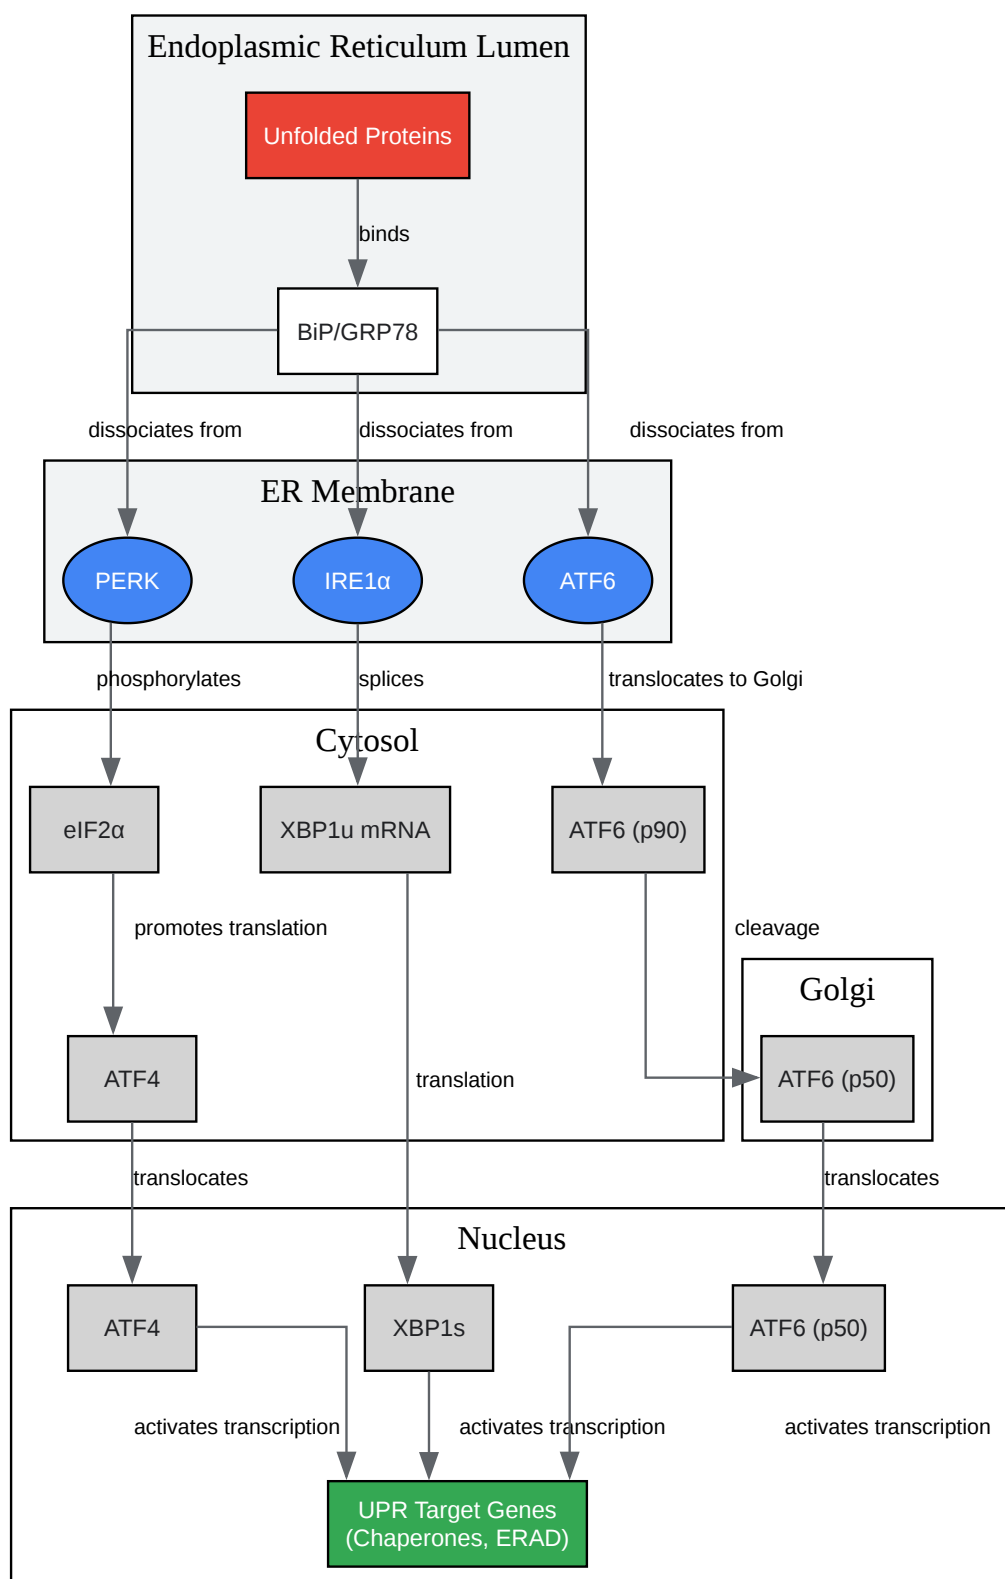 Endoplasmic Reticulum Lumen
Unfolded Proteins
binds
BiP/GRP78
dissociates from
dissociates from
dissociates from
ER Membrane
PERK
IRE1α
ATF6
phosphorylates
splices
translocates to Golgi
Cytosol
eIF2α
XBP1u mRNA
ATF6 (p90)
promotes translation
cleavage
Golgi
ATF4
translation
ATF6 (p50)
translocates
translocates
Nucleus
ATF4
XBP1s
ATF6 (p50)
activates transcription
activates transcription
activates transcription
UPR Target Genes
(Chaperones, ERAD)